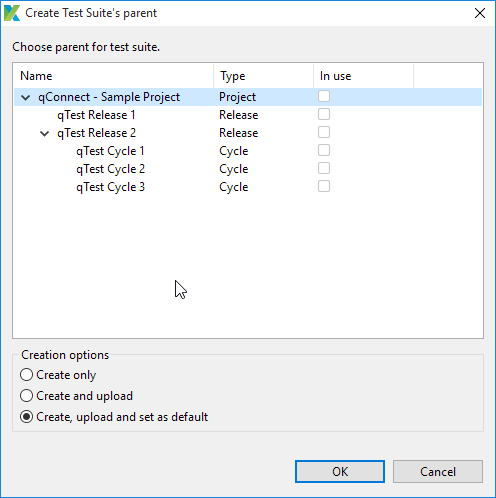 Create Test Suite's parent
Choose parent for test suite.
Name Type In use
qConnect - Sample Project Project
qTest Release 1 Release
qTest Release 2 Release
qTest Cycle 1 Cycle
qTest Cycle 2 Cycle
qTest Cycle 3 Cycle
Creation options
Create only
Create and upload
Create, upload and set as default
OK Cancel